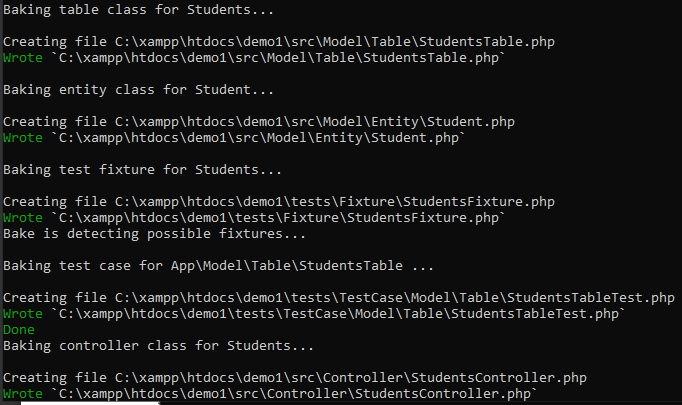 Baking table class for Students...
Creating file C:\xampp\htdocs\demo1\src\Model\Table\StudentsTable.php
Wrote `C:\xampp\htdocs\demo1\src\Model\Table\StudentsTable.php`
Baking entity class for Student...
Creating file C:\xampp\htdocs\demo1\src\Model\Entity\Student.php
Wrote `C:\xampp\htdocs\demo1\src\Model\Entity\Student.php`
Baking test fixture for Students...
Creating file C:\xampp\htdocs\demo1\tests\Fixture\StudentsFixture.php
Wrote `C:\xampp\htdocs\demo1\tests\Fixture\StudentsFixture.php`
Bake is detecting possible fixtures...
Baking test case for App\Model\Table\StudentsTable ...
Creating file C:\xampp\htdocs\demo1\tests\TestCase\Model\Table\StudentsTableTest.php
Wrote `C:\xampp\htdocs\demo1\tests\TestCase\Model\Table\StudentsTableTest.php`
Done
Baking controller class for Students...
Creating file C:\xampp\htdocs\demo1\src\Controller\StudentsController.php
Wrote `C:\xampp\htdocs\demo1\src\Controller\StudentsController.php`